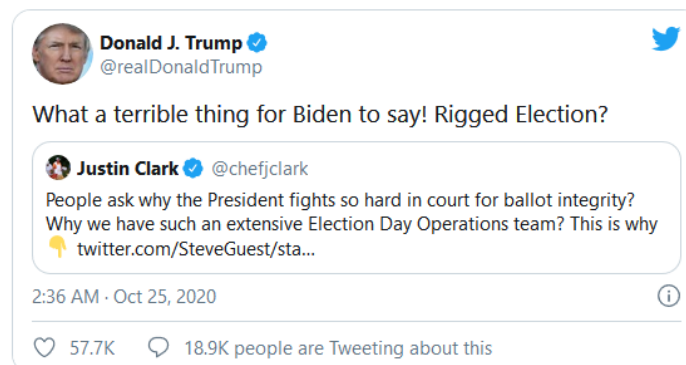 Donald J. Trump
@realDonaldTrump
What a terrible thing for Biden to say! Rigged Election?
Justin Clark @chefjclark
People ask why the President fights so hard in court for ballot integrity?
Why we have such an extensive Election Day Operations team? This is why
👇 twitter.com/SteveGuest/sta...
2:36 AM · Oct 25, 2020
57.7K 18.9K people are Tweeting about this